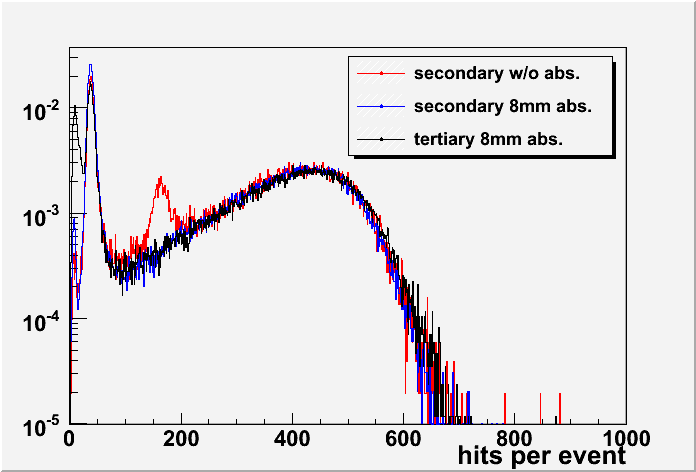 secondary w/o abs.
secondary 8mm abs.
tertiary 8mm abs.
10-2
10-3
10-4
10-5
0 200 400 600 800 1000
hits per event